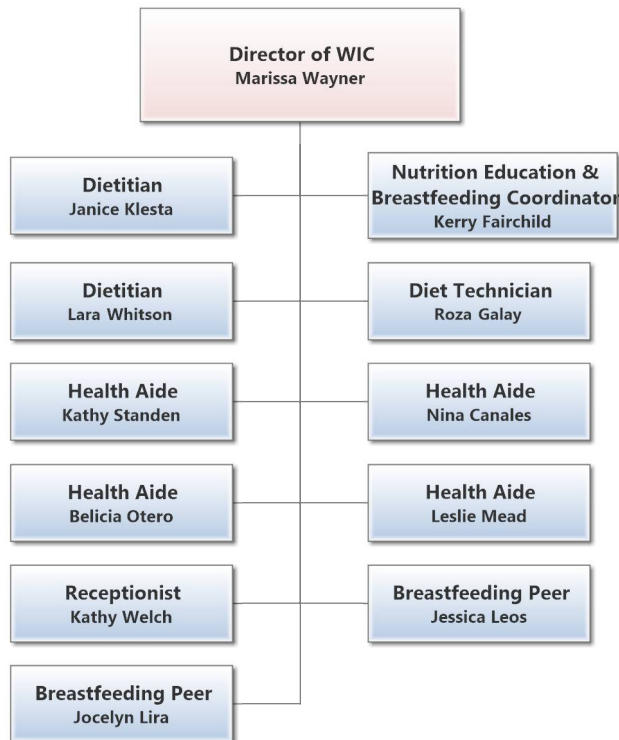 Director of WIC
Marissa Wayner
Dietitian
Janice Klesta
Nutrition Education &
Breastfeeding Coordinator
Kerry Fairchild
Dietitian
Lara Whitson
Diet Technician
Roza Galay
Health Aide
Kathy Standen
Health Aide
Nina Canales
Health Aide
Belicia Otero
Health Aide
Leslie Mead
Receptionist
Kathy Welch
Breastfeeding Peer
Jessica Leos
Breastfeeding Peer
Jocelyn Lira